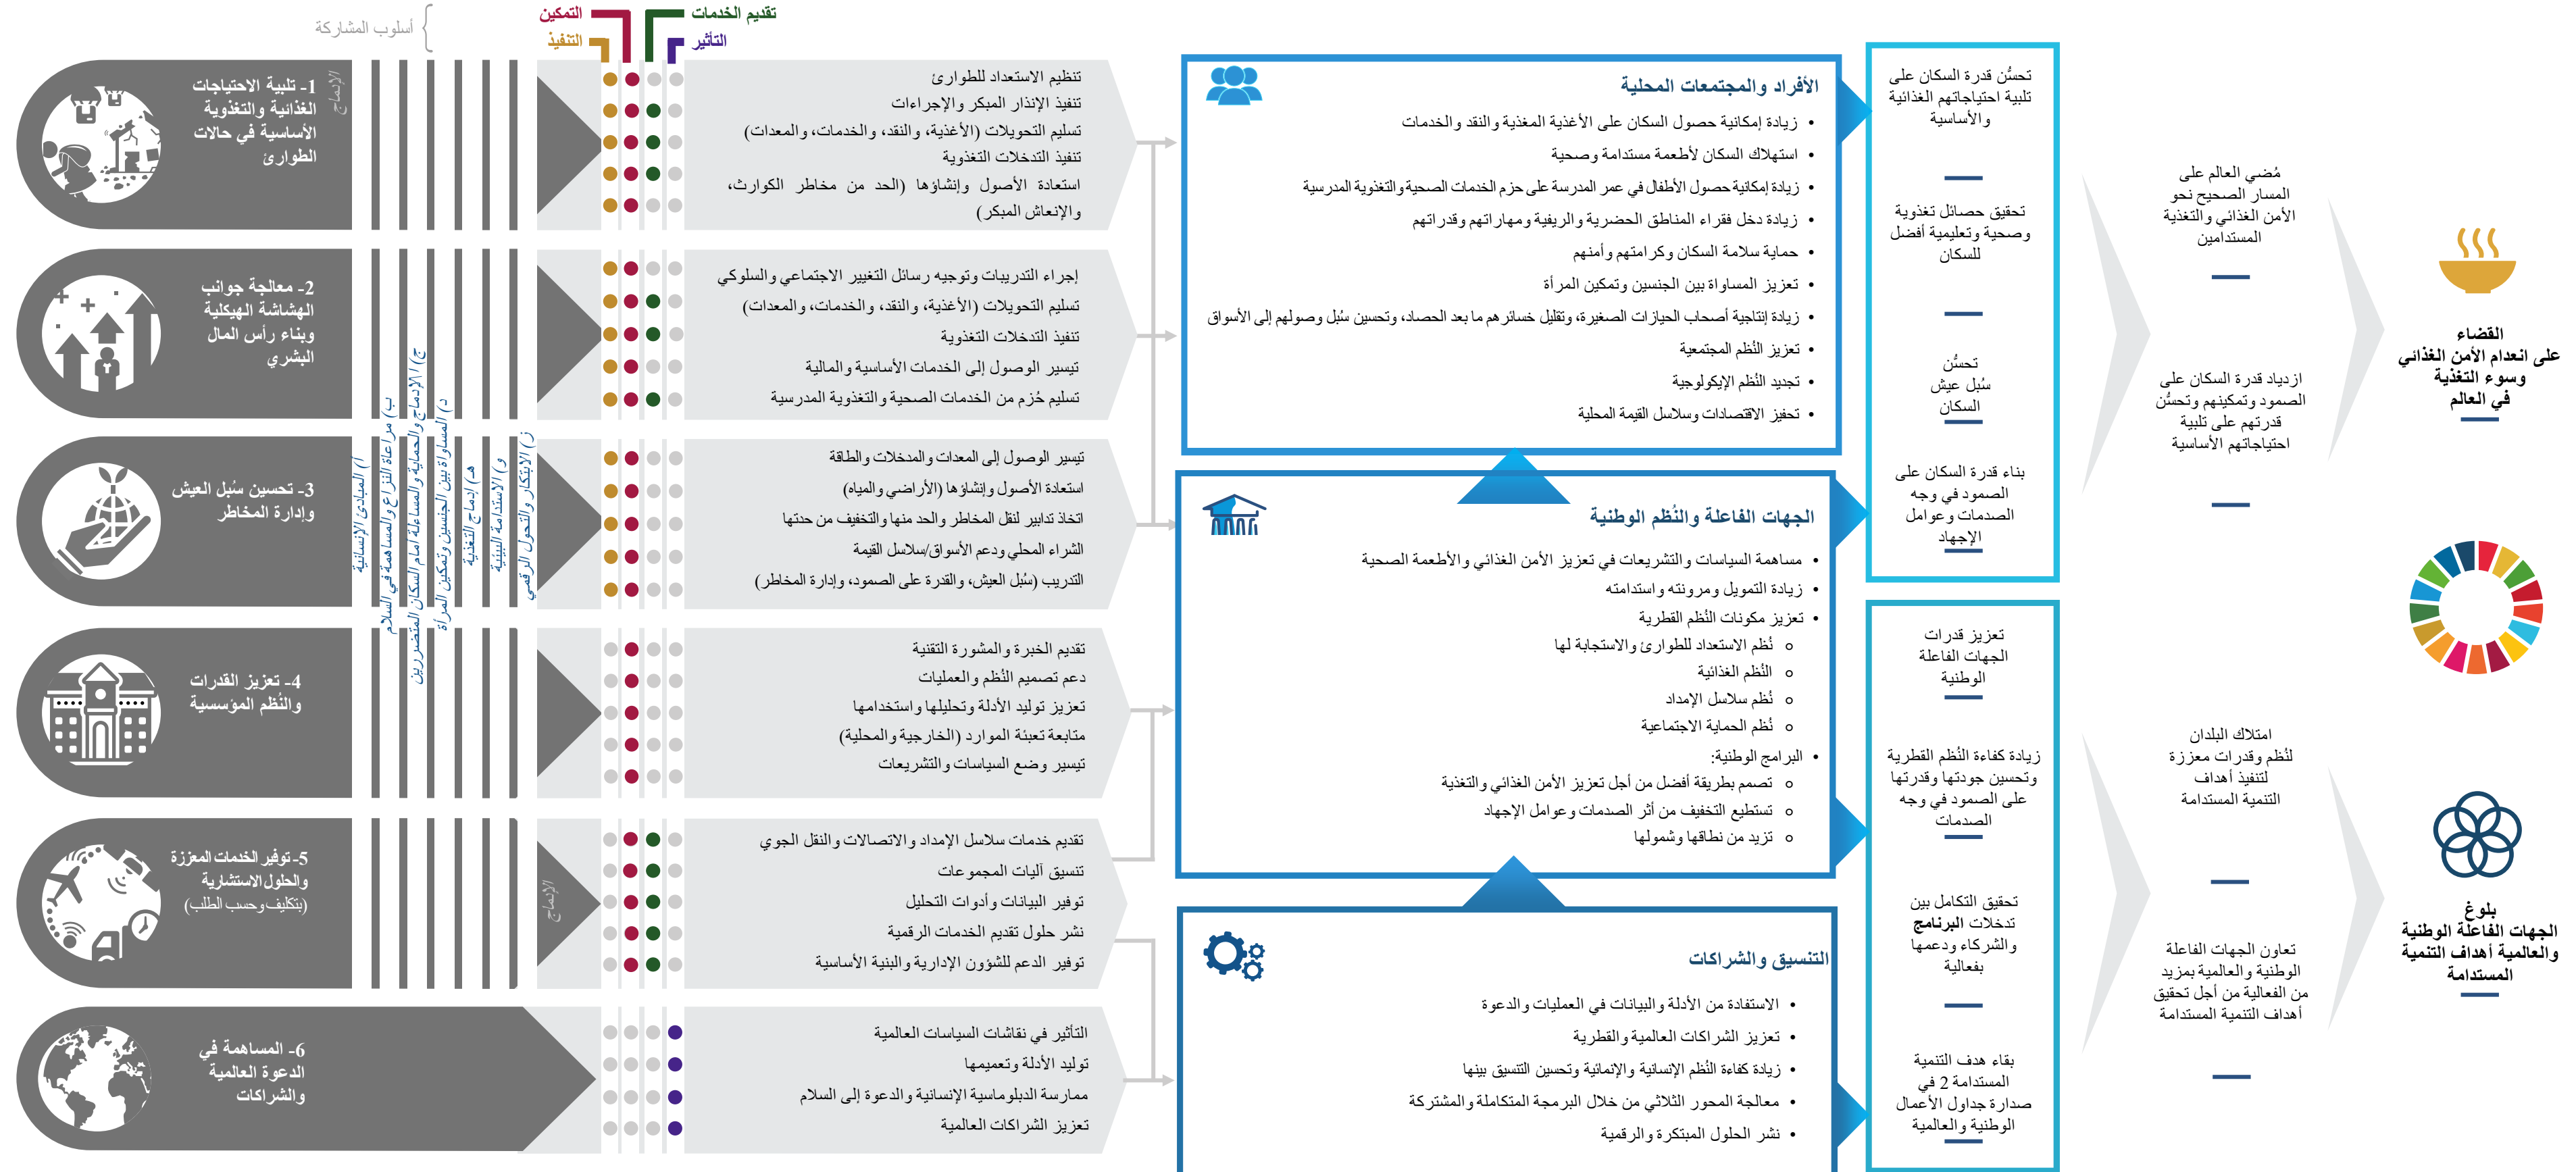 أسلوب المشاركة
التمكين
التنفيذ
تقديم الخدمات
التأثير
1- تلبية الاحتياجات
الغذائية والتغذوية
الأساسية في حالات
الطوارئ
الإدماج
تنظيم الاستعداد للطوارئ
تنفيذ الإنذار المبكر والإجراءات
تسليم التحويلات (الأغذية، والنقد، والخدمات، والمعدات)
تنفيذ التدخلات التغذوية
استعادة الأصول وإنشاؤها (الحد من مخاطر الكوارث،
والإنعاش المبكر)
2- معالجة جوانب
الهشاشة الهيكلية
وبناء رأس المال
البشري
إجراء التدريبات وتوجيه رسائل التغيير الاجتماعي والسلوكي
تسليم التحويلات (الأغذية، والنقد، والخدمات، والمعدات)
تنفيذ التدخلات التغذوية
تيسير الوصول إلى الخدمات الأساسية والمالية
تسليم حُزم من الخدمات الصحية والتغذوية المدرسية
3- تحسين سُبل العيش
وإدارة المخاطر
تيسير الوصول إلى المعدات والمدخلات والطاقة
استعادة الأصول وإنشاؤها (الأراضي والمياه)
اتخاذ تدابير لنقل المخاطر والحد منها والتخفيف من حدتها
الشراء المحلي ودعم الأسواق/سلاسل القيمة
التدريب (سُبل العيش، والقدرة على الصمود، وإدارة المخاطر)
4- تعزيز القدرات
والنُظم المؤسسية
تقديم الخبرة والمشورة التقنية
دعم تصميم النُظم والعمليات
تعزيز توليد الأدلة وتحليلها واستخدامها
متابعة تعبئة الموارد (الخارجية والمحلية)
تيسير وضع السياسات والتشريعات
5- توفير الخدمات المعززة
والحلول الاستشارية
(بتكليف وحسب الطلب)
الإدماج
تقديم خدمات سلاسل الإمداد والاتصالات والنقل الجوي
تنسيق آليات المجموعات
توفير البيانات وأدوات التحليل
نشر حلول تقديم الخدمات الرقمية
توفير الدعم للشؤون الإدارية والبنية الأساسية
6- المساهمة في
الدعوة العالمية
والشراكات
التأثير في نقاشات السياسات العالمية
توليد الأدلة وتعميمها
ممارسة الدبلوماسية الإنسانية والدعوة إلى السلام
تعزيز الشراكات العالمية
أ) المبادئ الإنسانية
ب) مراعاة النزاع والمساهمة في السلام
ج) الإدماج والحماية والمساءلة أمام السكان المتضررين
د) المساواة بين الجنسين وتمكين المرأة
هـ) إدماج التغذية
و) الاستدامة البيئية
ز) الابتكار والتحول الرقمي
الأفراد والمجتمعات المحلية
• زيادة إمكانية حصول السكان على الأغذية المغذية والنقد والخدمات
• استهلاك السكان لأطعمة مستدامة وصحية
• زيادة إمكانية حصول الأطفال في عمر المدرسة على حزم الخدمات الصحية والتغذوية المدرسية
• زيادة دخل فقراء المناطق الحضرية والريفية ومهاراتهم وقدراتهم
• حماية سلامة السكان وكرامتهم وأمنهم
• تعزيز المساواة بين الجنسين وتمكين المرأة
• زيادة إنتاجية أصحاب الحيازات الصغيرة، وتقليل خسائرهم ما بعد الحصاد، وتحسين سُبل وصولهم إلى الأسواق
• تعزيز النُظم المجتمعية
• تجديد النُظم الإيكولوجية
• تحفيز الاقتصادات وسلاسل القيمة المحلية
الجهات الفاعلة والنُظم الوطنية
• مساهمة السياسات والتشريعات في تعزيز الأمن الغذائي والأطعمة الصحية
• زيادة التمويل ومرونته واستدامته
• تعزيز مكونات النُظم القطرية
o نُظم الاستعداد للطوارئ والاستجابة لها
o النُظم الغذائية
o نُظم سلاسل الإمداد
o نُظم الحماية الاجتماعية
• البرامج الوطنية:
o تصمم بطريقة أفضل من أجل تعزيز الأمن الغذائي والتغذية
o تستطيع التخفيف من أثر الصدمات وعوامل الإجهاد
o تزيد من نطاقها وشمولها
التنسيق والشراكات
• الاستفادة من الأدلة والبيانات في العمليات والدعوة
• تعزيز الشراكات العالمية والقطرية
• زيادة كفاءة النُظم الإنسانية والإنمائية وتحسين التنسيق بينها
• معالجة المحور الثلاثي من خلال البرمجة المتكاملة والمشتركة
• نشر الحلول المبتكرة والرقمية
تحسُّن قدرة السكان على
تلبية احتياجاتهم الغذائية
والأساسية
تحقيق حصائل تغذوية
وصحية وتعليمية أفضل
للسكان
تحسُّن
سُبل عيش
السكان
بناء قدرة السكان على
الصمود في وجه
الصدمات وعوامل
الإجهاد
تعزيز قدرات
الجهات الفاعلة
الوطنية
زيادة كفاءة النُظم القطرية
وتحسين جودتها وقدرتها
على الصمود في وجه
الصدمات
تحقيق التكامل بين
تدخلات البرنامج
والشركاء ودعمها
بفعالية
بقاء هدف التنمية
المستدامة 2 في
صدارة جداول الأعمال
الوطنية والعالمية
مُضي العالم على
المسار الصحيح نحو
الأمن الغذائي والتغذية
المستدامين
ازدياد قدرة السكان على
الصمود وتمكينهم وتحسُّن
قدرتهم على تلبية
احتياجاتهم الأساسية
امتلاك البلدان
لنُظم وقدرات معززة
لتنفيذ أهداف
التنمية المستدامة
تعاون الجهات الفاعلة
الوطنية والعالمية بمزيد
من الفعالية من أجل تحقيق
أهداف التنمية المستدامة
القضاء
على انعدام الأمن الغذائي
وسوء التغذية
في العالم
بلوغ
الجهات الفاعلة الوطنية
والعالمية أهداف التنمية
المستدامة